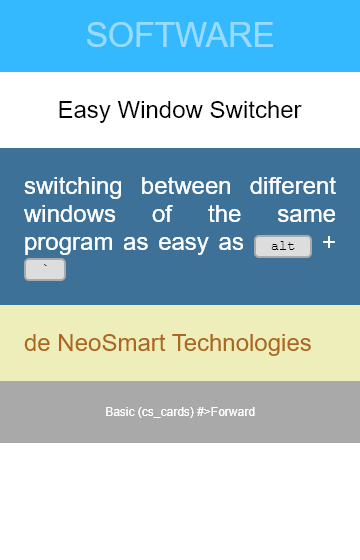 SOFTWARE
Easy Window Switcher
switching between different
windows of the same
program as easy as alt +
`
de NeoSmart Technologies
Basic (cs_cards) #>Forward